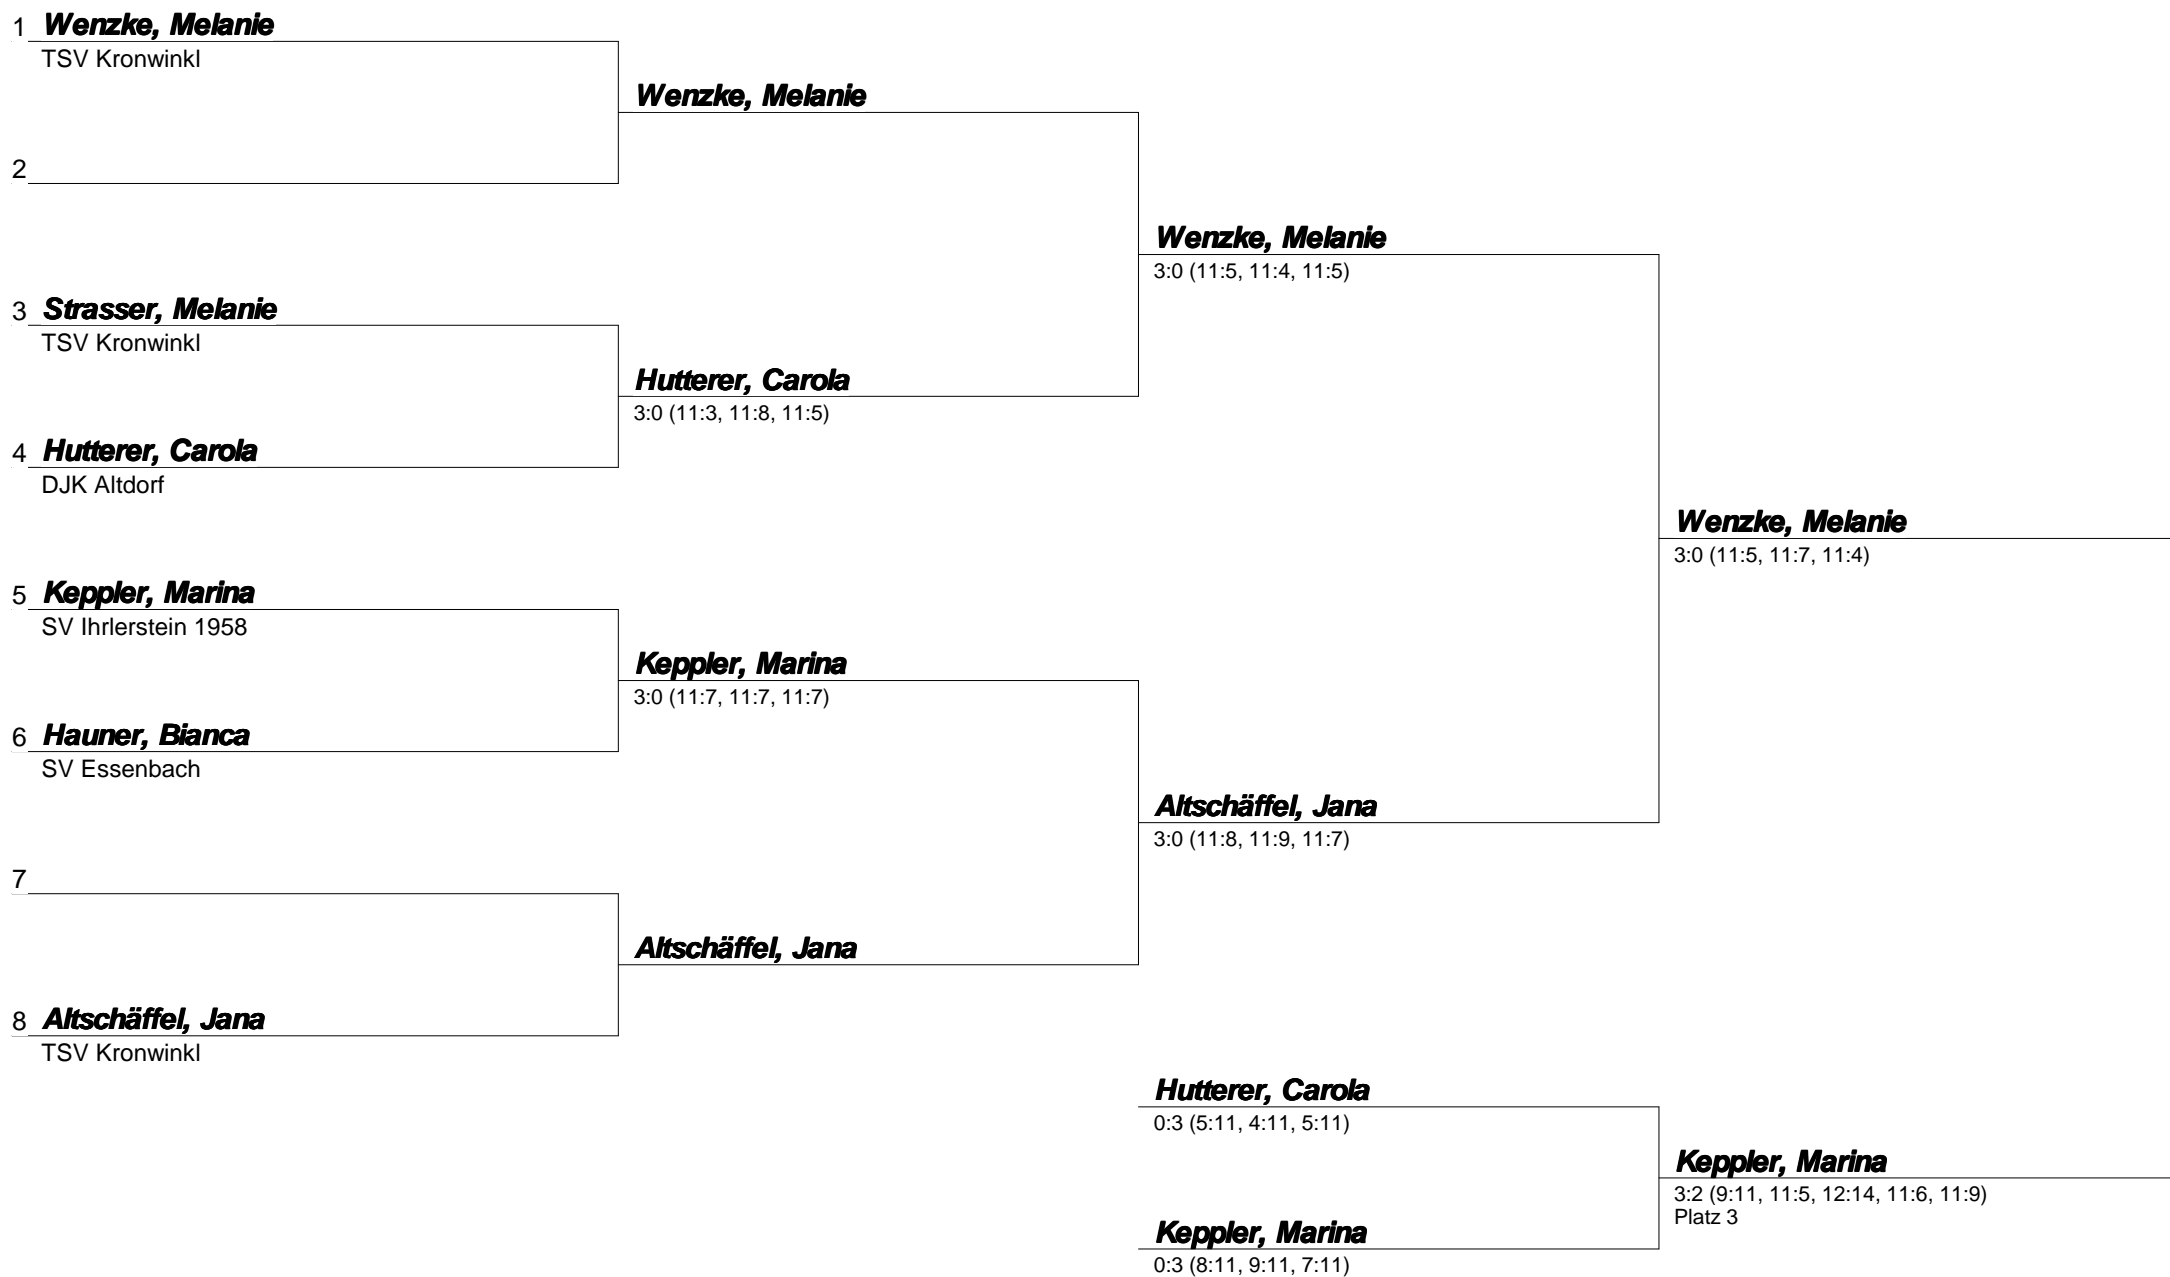 1 Wenzke, Melanie
TSV Kronwinkl
Wenzke, Melanie
2
Wenzke, Melanie
3:0 (11:5, 11:4, 11:5)
3 Strasser, Melanie
TSV Kronwinkl
Hutterer, Carola
3:0 (11:3, 11:8, 11:5)
4 Hutterer, Carola
DJK Altdorf
Wenzke, Melanie
3:0 (11:5, 11:7, 11:4)
5 Keppler, Marina
SV Ihrlerstein 1958
Keppler, Marina
3:0 (11:7, 11:7, 11:7)
6 Hauner, Bianca
SV Essenbach
Altschäffel, Jana
3:0 (11:8, 11:9, 11:7)
7
Altschäffel, Jana
8 Altschäffel, Jana
TSV Kronwinkl
Hutterer, Carola
0:3 (5:11, 4:11, 5:11)
Keppler, Marina
3:2 (9:11, 11:5, 12:14, 11:6, 11:9)
Platz 3
Keppler, Marina
0:3 (8:11, 9:11, 7:11)